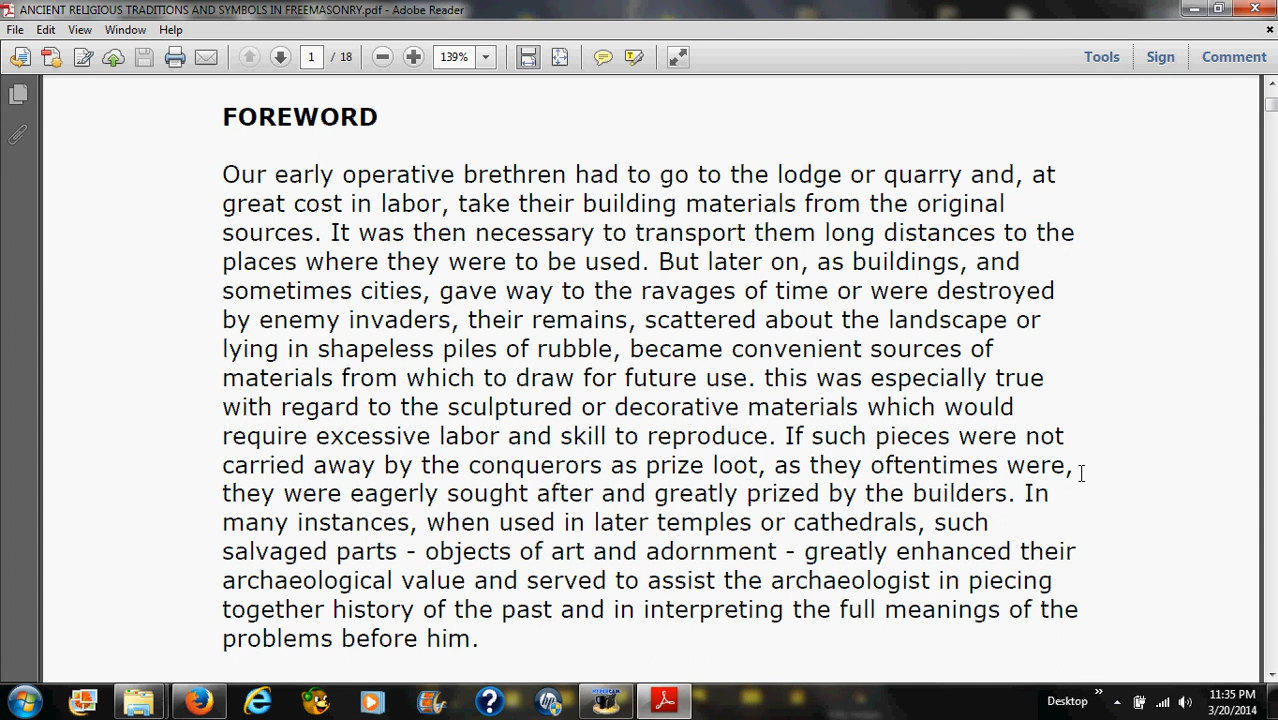 ANCIENT RELIGIOUS TRADITIONS AND SYMBOLS IN FREEMASONRY.pdf - Adobe Reader
File Edit View Window Help
1 / 18 139% Tools Sign Comment
FOREWORD
Our early operative brethren had to go to the lodge or quarry and, at
great cost in labor, take their building materials from the original
sources. It was then necessary to transport them long distances to the
places where they were to be used. But later on, as buildings, and
sometimes cities, gave way to the ravages of time or were destroyed
by enemy invaders, their remains, scattered about the landscape or
lying in shapeless piles of rubble, became convenient sources of
materials from which to draw for future use. this was especially true
with regard to the sculptured or decorative materials which would
require excessive labor and skill to reproduce. If such pieces were not
carried away by the conquerors as prize loot, as they oftentimes were,
they were eagerly sought after and greatly prized by the builders. In
many instances, when used in later temples or cathedrals, such
salvaged parts - objects of art and adornment - greatly enhanced their
archaeological value and served to assist the archaeologist in piecing
together history of the past and in interpreting the full meanings of the
problems before him.
Desktop
11:35 PM
3/20/2014